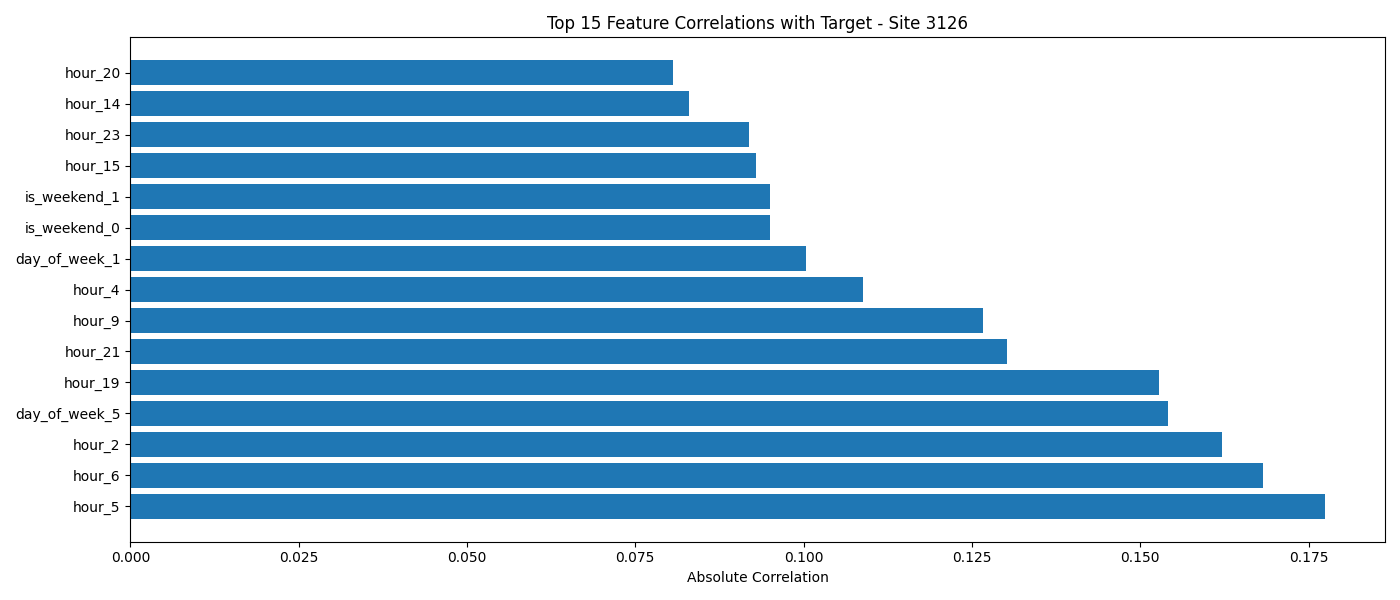 Top 15 Feature Correlations with Target - Site 3126
hour_20
hour_14
hour_23
hour_15
is_weekend_1
is_weekend_0
day_of_week_1
hour_4
hour_9
hour_21
hour_19
day_of_week_5
hour_2
hour_6
hour_5
0.000 0.025 0.050 0.075 0.100 0.125 0.150 0.175
Absolute Correlation